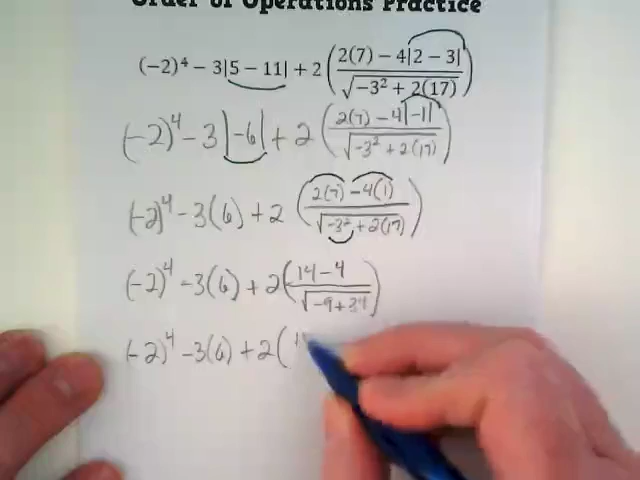 Order of Operations Practice
(−2)⁴ − 3|5 − 11| + 2 ( (2(7) − 4|2 − 3|) / √(−3² + 2(17)) )
(-2)⁴ - 3|-6| + 2 ( (2(7) - 4|-1|) / √(-3² + 2(17)) )
(-2)⁴ - 3(6) + 2 ( (2(7) - 4(1)) / √(-3² + 2(17)) )
(-2)⁴ - 3(6) + 2( (14 - 4) / √(-9 + 34) )
(-2)⁴ - 3(6) + 2( 1